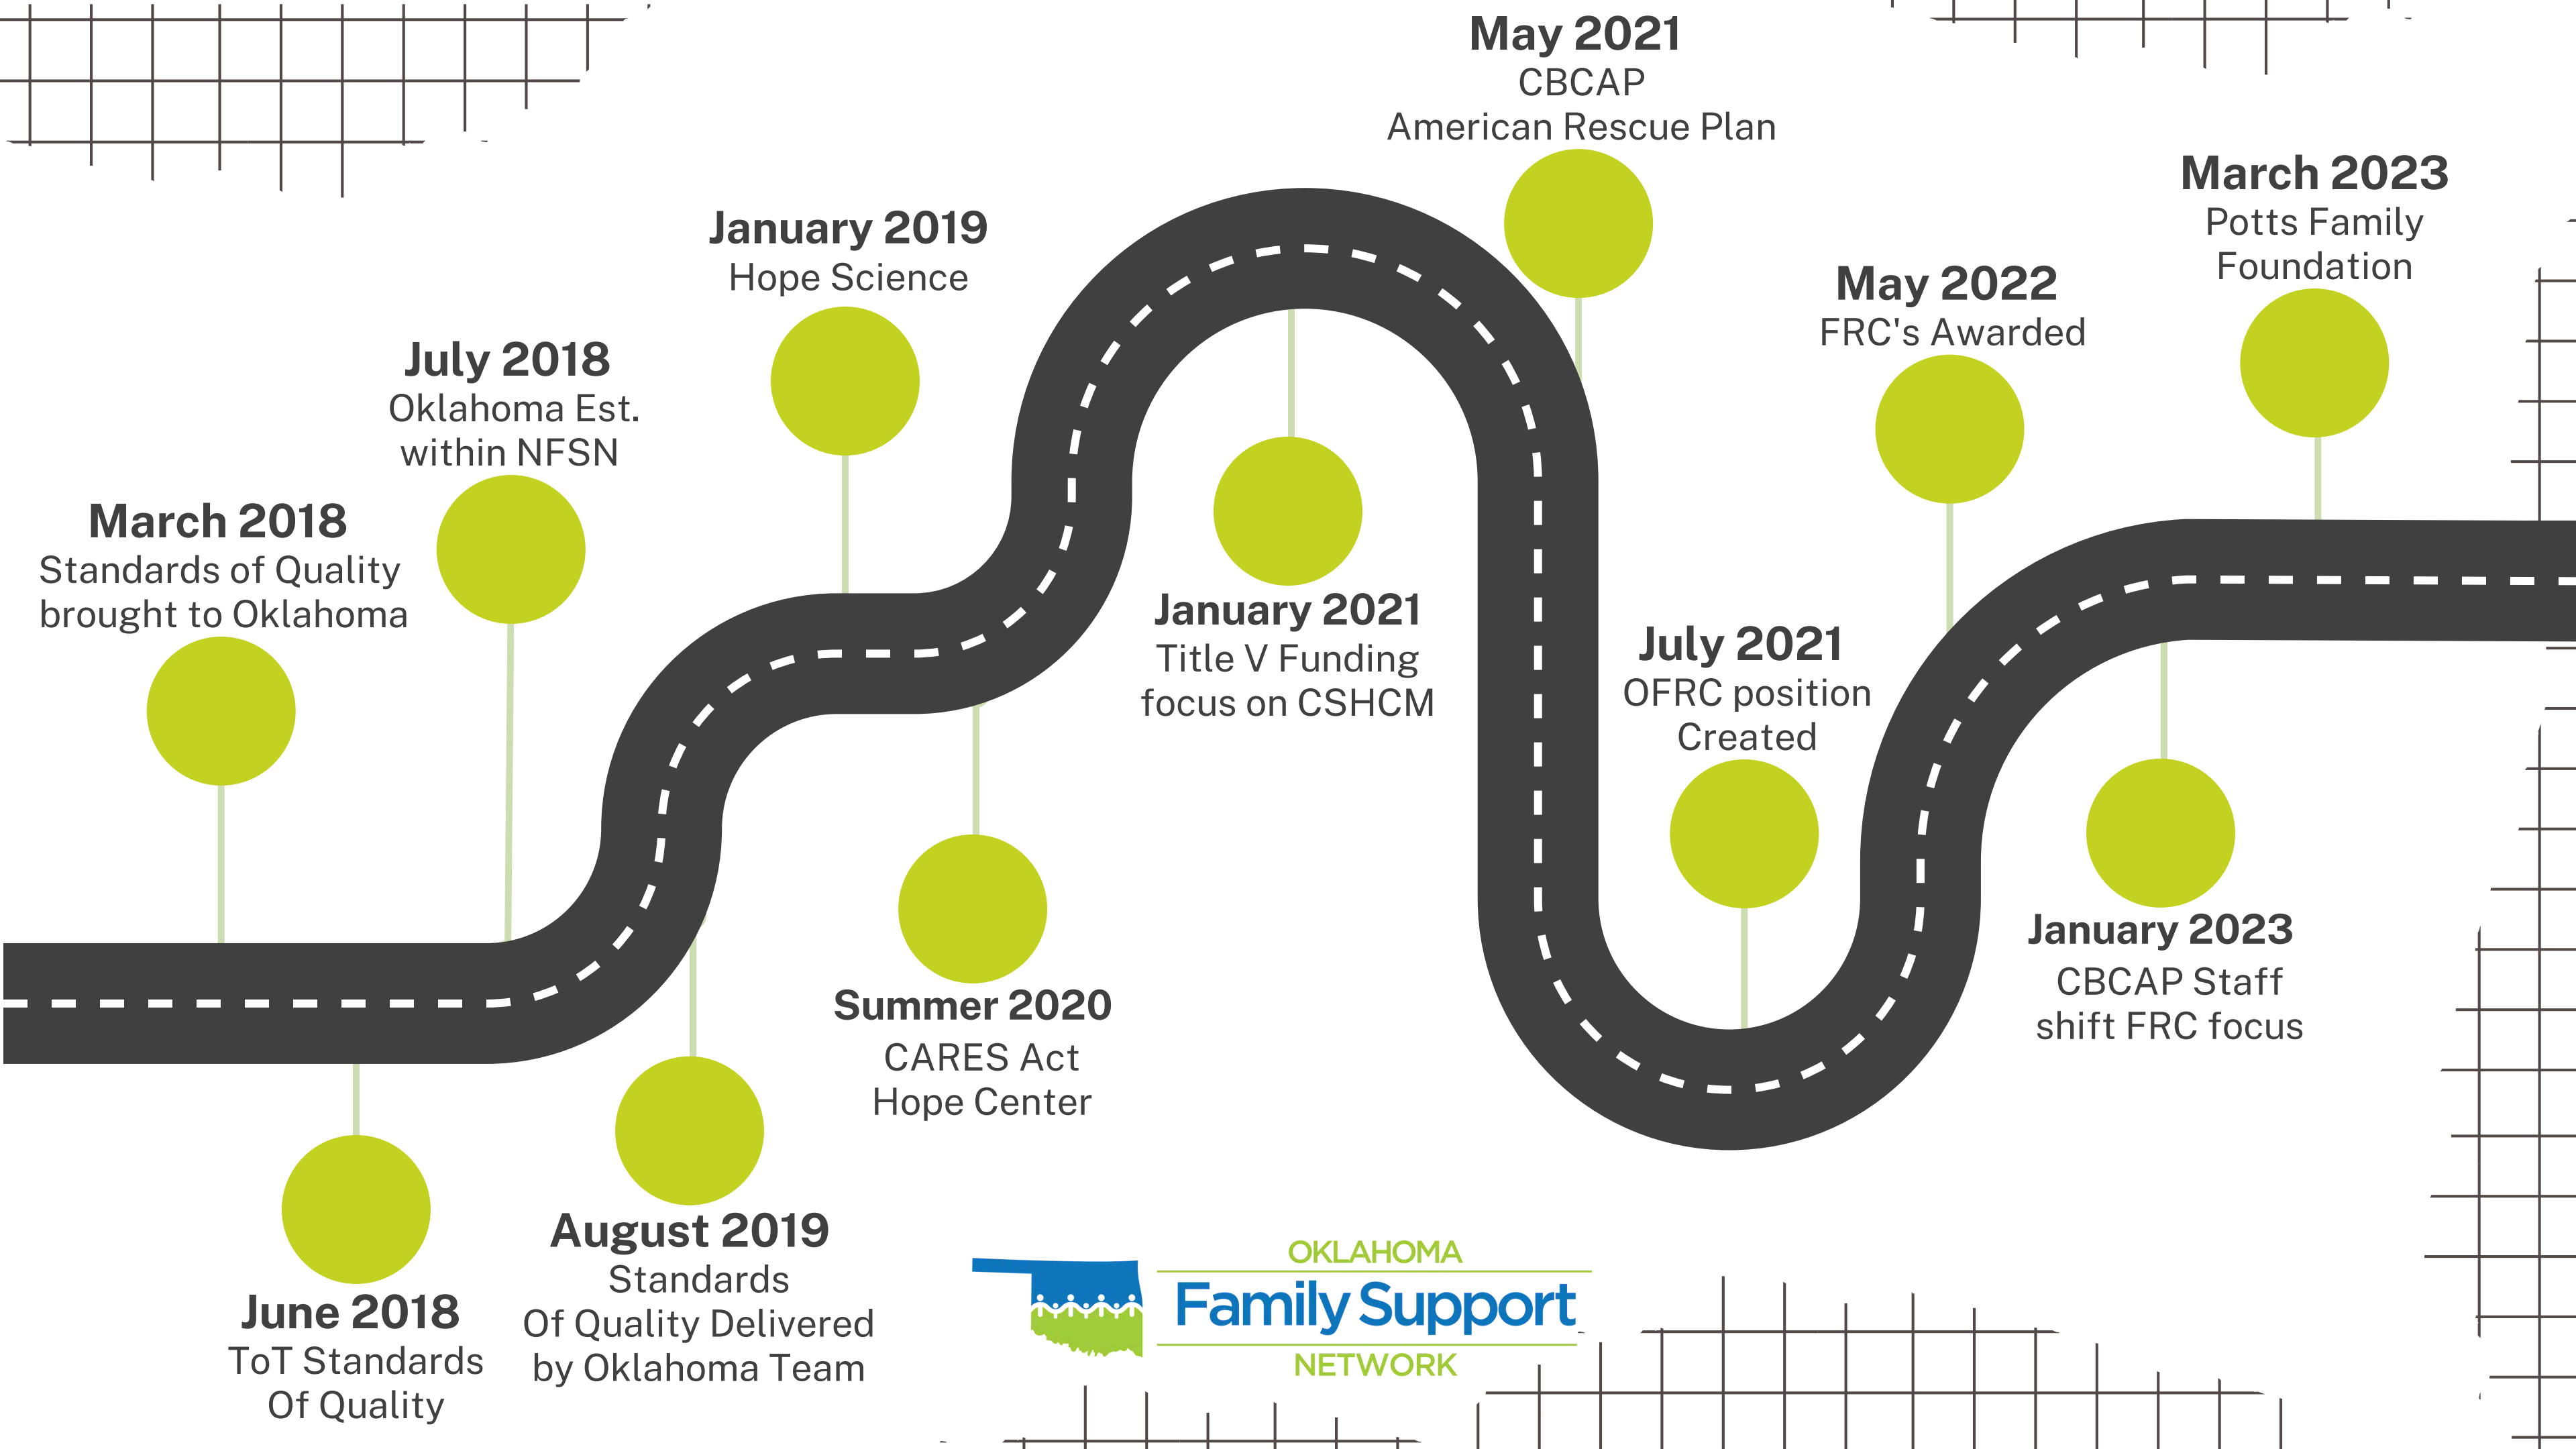 March 2018
Standards of Quality
brought to Oklahoma
June 2018
ToT Standards
Of Quality
July 2018
Oklahoma Est.
within NFSN
August 2019
Standards
Of Quality Delivered
by Oklahoma Team
January 2019
Hope Science
Summer 2020
CARES Act
Hope Center
January 2021
Title V Funding
focus on CSHCM
May 2021
CBCAP
American Rescue Plan
July 2021
OFRC position
Created
May 2022
FRC's Awarded
January 2023
CBCAP Staff
shift FRC focus
March 2023
Potts Family
Foundation
OKLAHOMA
Family Support
NETWORK